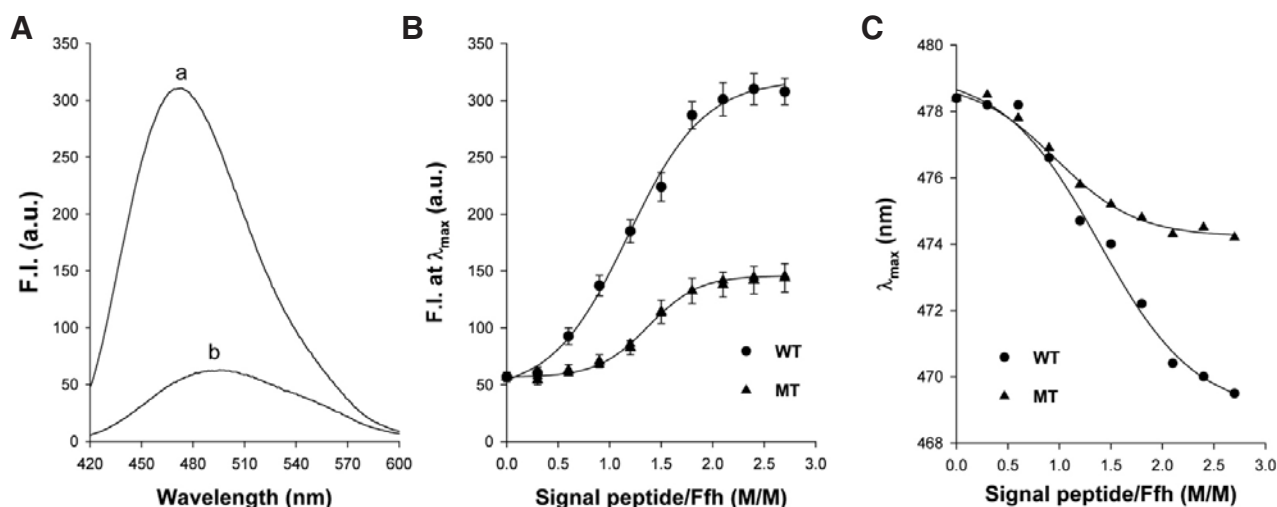 A
350
300
250
200
150
100
50
0
420
450
480
510
540
570
600
F.I. (a.u.)
Wavelength (nm)
a
b
B
350
300
250
200
150
100
50
0
0.0
0.5
1.0
1.5
2.0
2.5
3.0
F.I. at λmax (a.u.)
Signal peptide/Ffh (M/M)
WT
MT
C
480
478
476
474
472
470
468
0.0
0.5
1.0
1.5
2.0
2.5
3.0
λmax (nm)
Signal peptide/Ffh (M/M)
WT
MT